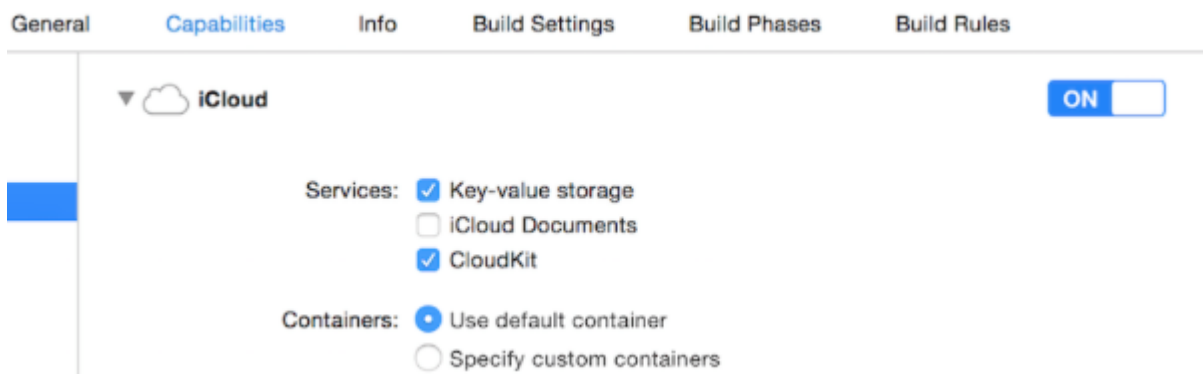 General Capabilities Info Build Settings Build Phases Build Rules
iCloud ON
Services: Key-value storage
iCloud Documents
CloudKit
Containers: Use default container
Specify custom containers